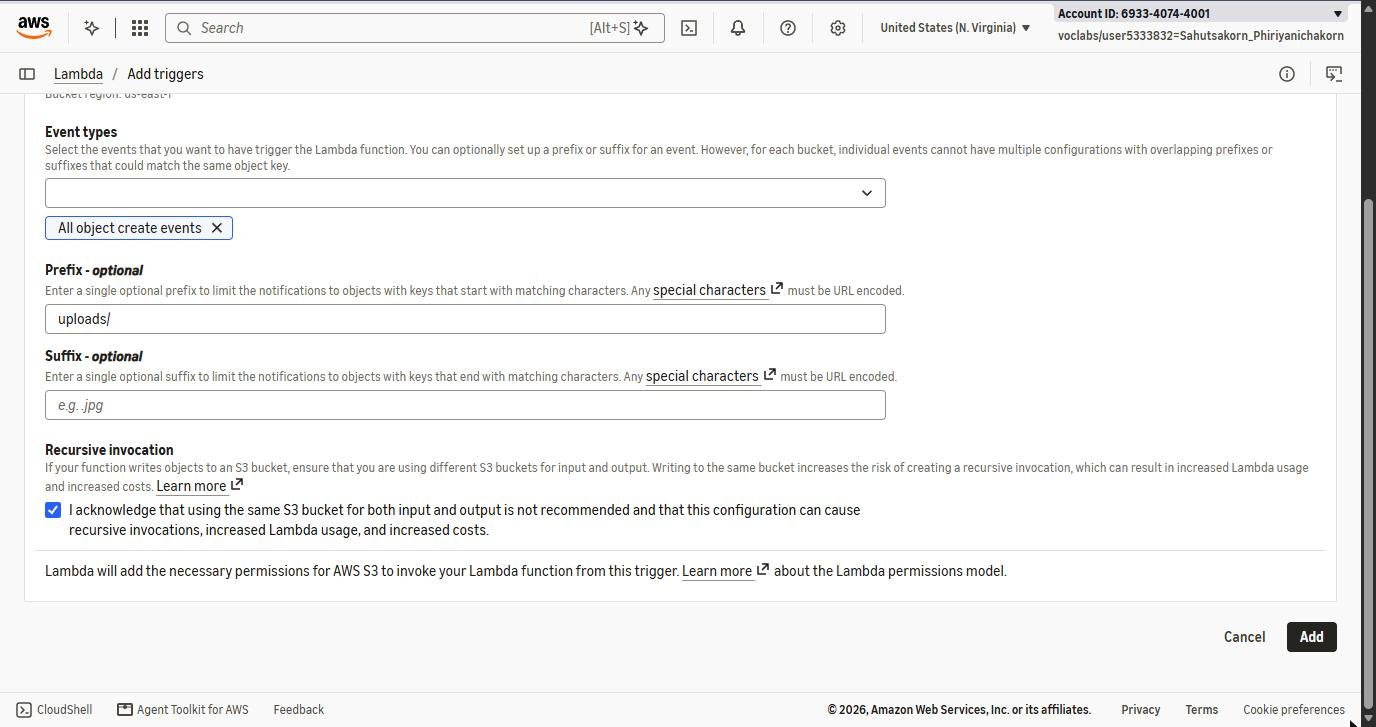 aws
Search
[Alt+S]
United States (N. Virginia)
Account ID: 6933-4074-4001
voclabs/user5333832=Sahutsakorn_Phiriyanichakorn
Lambda / Add triggers
Bucket region: us-east-1
Event types
Select the events that you want to have trigger the Lambda function. You can optionally set up a prefix or suffix for an event. However, for each bucket, individual events cannot have multiple configurations with overlapping prefixes or
suffixes that could match the same object key.
All object create events
Prefix - optional
Enter a single optional prefix to limit the notifications to objects with keys that start with matching characters. Any special characters must be URL encoded.
uploads/
Suffix - optional
Enter a single optional suffix to limit the notifications to objects with keys that end with matching characters. Any special characters must be URL encoded.
e.g. .jpg
Recursive invocation
If your function writes objects to an S3 bucket, ensure that you are using different S3 buckets for input and output. Writing to the same bucket increases the risk of creating a recursive invocation, which can result in increased Lambda usage
and increased costs. Learn more
I acknowledge that using the same S3 bucket for both input and output is not recommended and that this configuration can cause
recursive invocations, increased Lambda usage, and increased costs.
Lambda will add the necessary permissions for AWS S3 to invoke your Lambda function from this trigger. Learn more about the Lambda permissions model.
Cancel
Add
CloudShell
Agent Toolkit for AWS
Feedback
© 2026, Amazon Web Services, Inc. or its affiliates.
Privacy
Terms
Cookie preferences